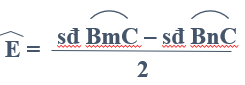 Ê = sđ BmC – sđ BnC
2